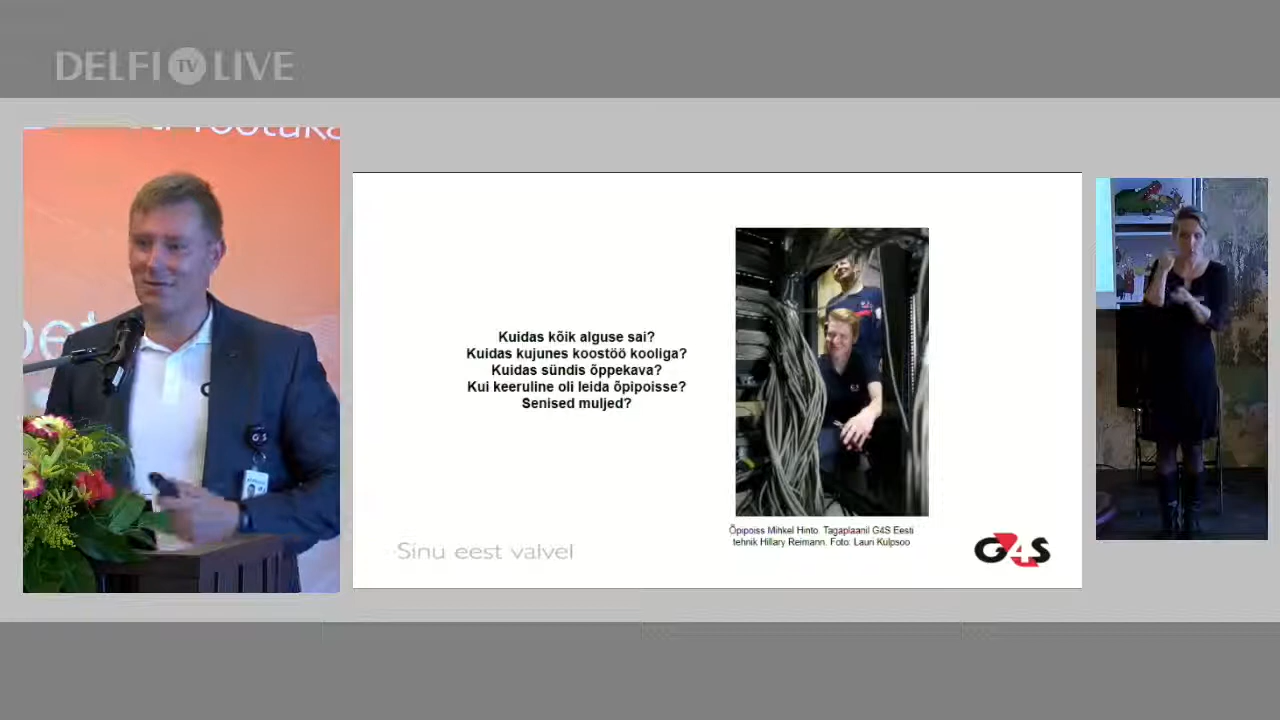 DELFI TV LIVE
Kuidas kõik alguse sai?
Kuidas kujunes koostöö kooliga?
Kuidas sündis õppekava?
Kui keeruline oli leida õpipoisse?
Senised muljed?
Õpipoiss Mihkel Hinto. Tagaplaanil G4S Eesti
tehnik Hillary Reimann. Foto: Lauri Kulpsoo
Sinu eest valvel
G4S